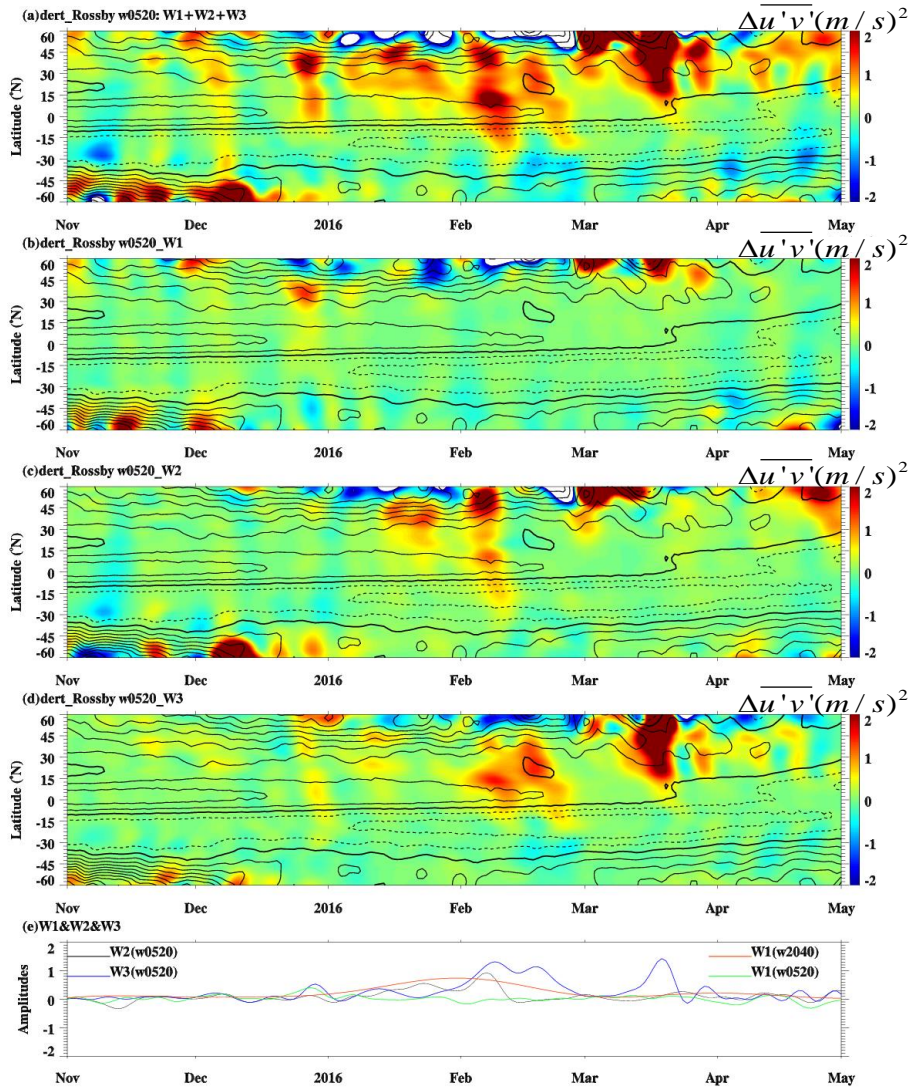 (a)dert_Rossby w0520: W1+W2+W3
Δu'v'(m/s)²
60
45
30
15
0
-15
-30
-45
-60
Latitude (°N)
2
1
0
-1
-2
Nov Dec 2016 Feb Mar Apr May
(b)dert_Rossby w0520_W1
Δu'v'(m/s)²
60
45
30
15
0
-15
-30
-45
-60
Latitude (°N)
2
1
0
-1
-2
Nov Dec 2016 Feb Mar Apr May
(c)dert_Rossby w0520_W2
Δu'v'(m/s)²
60
45
30
15
0
-15
-30
-45
-60
Latitude (°N)
2
1
0
-1
-2
Nov Dec 2016 Feb Mar Apr May
(d)dert_Rossby w0520_W3
Δu'v'(m/s)²
60
45
30
15
0
-15
-30
-45
-60
Latitude (°N)
2
1
0
-1
-2
Nov Dec 2016 Feb Mar Apr May
(e)W1&W2&W3
2
1
0
-1
-2
Amplitudes
W2(w0520) W1(w2040)
W3(w0520) W1(w0520)
Nov Dec 2016 Feb Mar Apr May